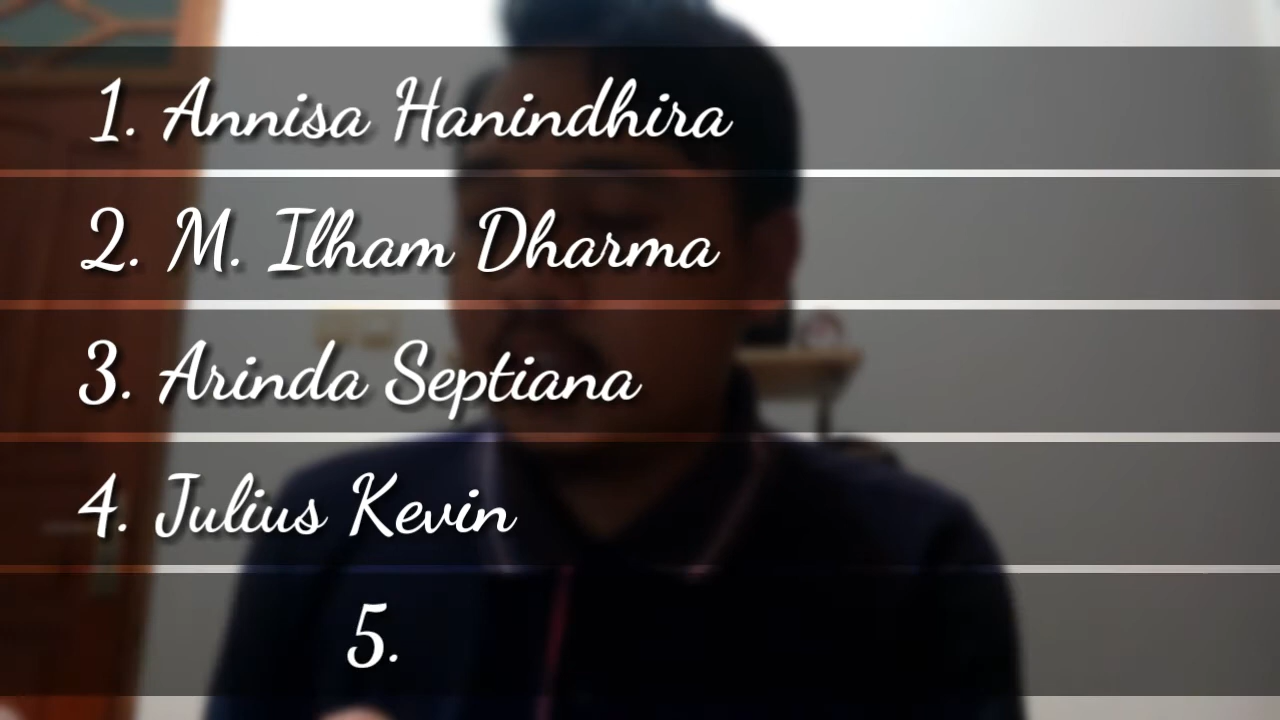 1. Annisa Hanindhira
2. M. Ilham Dharma
3. Arinda Septiana
4. Julius Kevin
5.